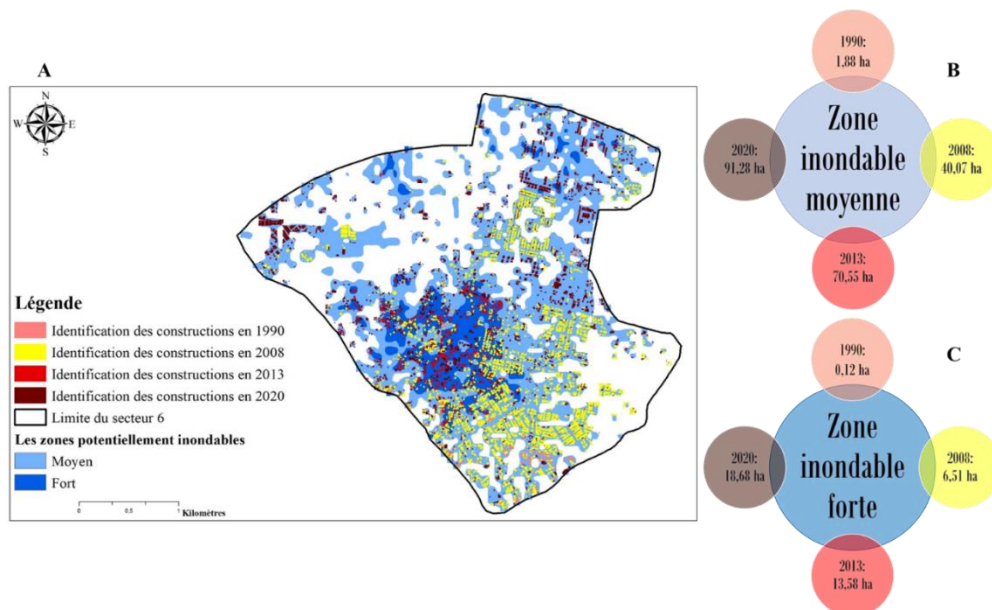 A
N
W
E
S
Légende
Identification des constructions en 1990
Identification des constructions en 2008
Identification des constructions en 2013
Identification des constructions en 2020
Limite du secteur 6
Les zones potentiellement inondables
Moyen
Fort
0
0.5
1
Kilomètres
B
1990:
1,88 ha
Zone
inondable
moyenne
2020:
91,28 ha
2008:
40,07 ha
2013:
70,55 ha
C
1990:
0,12 ha
Zone
inondable
forte
2020:
18,68 ha
2008:
6,51 ha
2013:
13,58 ha